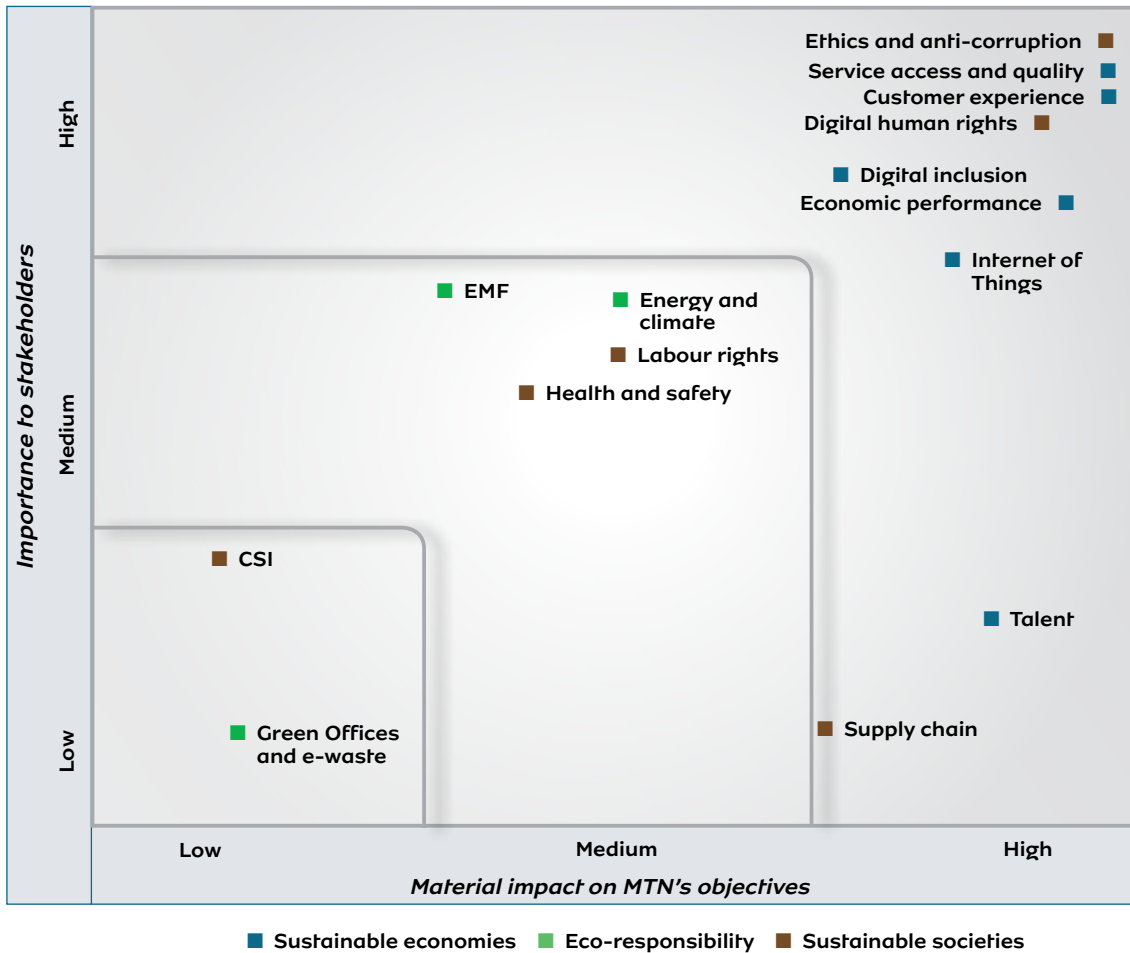 Ethics and anti-corruption
Service access and quality
Customer experience
Digital human rights
Digital inclusion
Economic performance
Internet of
Things
EMF
Energy and
climate
Labour rights
Health and safety
CSI
Talent
Green Offices
and e-waste
Supply chain
High
Medium
Low
Importance to stakeholders
Low Medium High
Material impact on MTN's objectives
Sustainable economies Eco-responsibility Sustainable societies